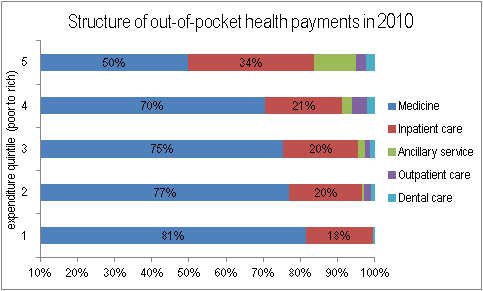 Structure of out-of-pocket health payments in 2010
expenditure quintile (poor to rich)
5
50%
34%
4
70%
21%
3
75%
20%
2
77%
20%
1
81%
18%
10% 20% 30% 40% 50% 60% 70% 80% 90% 100%
Medicine
Inpatient care
Ancillary service
Outpatient care
Dental care